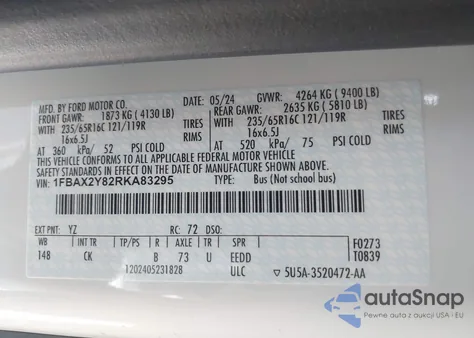 MFD. BY FORD MOTOR CO. 05/24 GVWR: 4264 KG (9400 LB)
FRONT GAWR: 1873 KG (4130 LB) REAR GAWR: 2635 KG (5810 LB)
WITH 235/65R16C 121/119R TIRES WITH 235/65R16C 121/119R TIRES
16x6.5J RIMS 16x6.5J RIMS
AT 360 kPa/ 52 PSI COLD AT 520 kPa/ 75 PSI COLD
THIS VEHICLE CONFORMS TO ALL APPLICABLE FEDERAL MOTOR VEHICLE
SAFETY STANDARDS IN EFFECT ON THE DATE OF MANUFACTURE SHOWN ABOVE.
VIN: 1FBAX2Y82RKA83295 TYPE: Bus (Not school bus)
EXT PNT: YZ RC: 72 DSO: F0273
WB INT TR TP/PS R AXLE TR SPR T0839
148 CK B 73 U EEDD
1202405231828 ULC ▽ 5U5A-3520472-AA
autoSnap
WWW.AUTOSNAP.COM